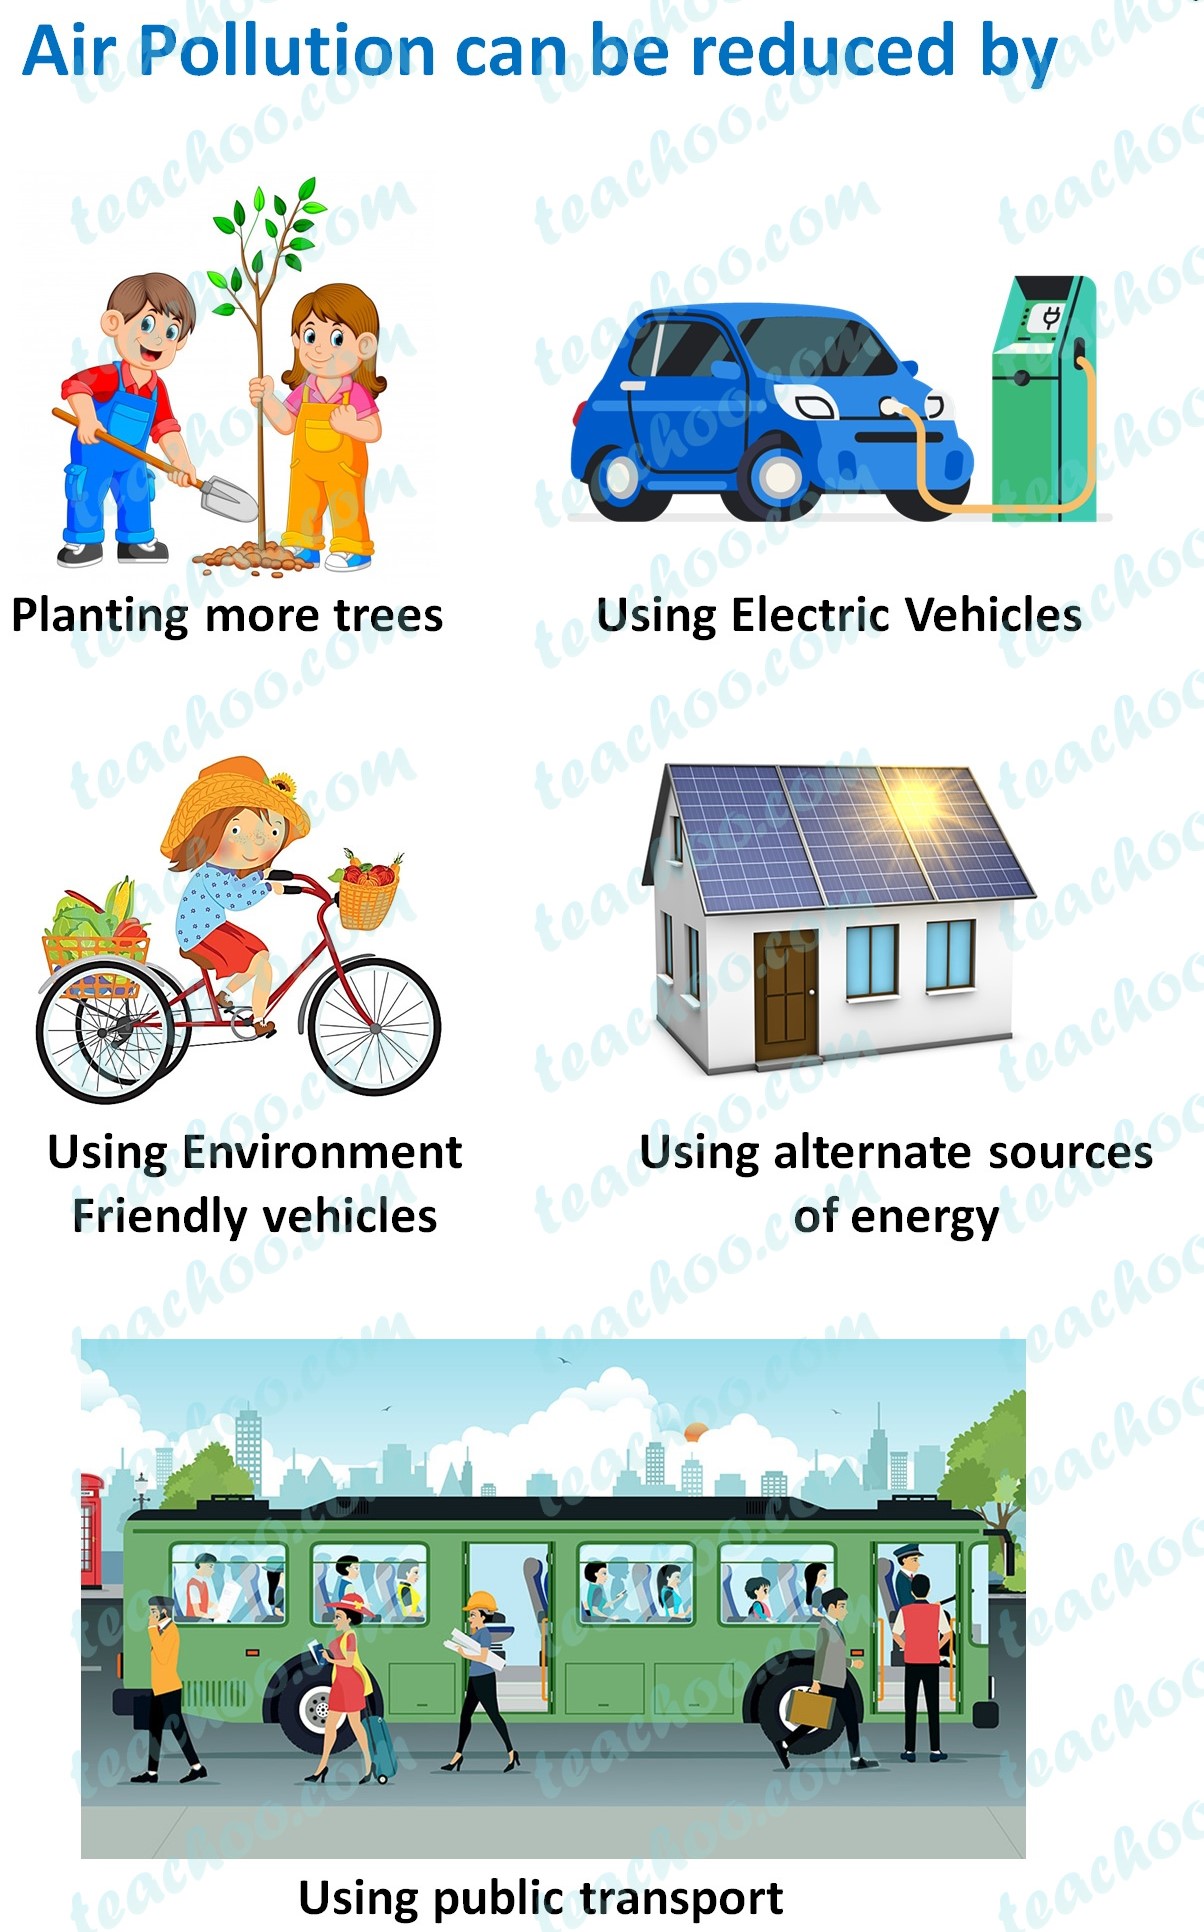 Air Pollution can be reduced by
Planting more trees
Using Electric Vehicles
Using Environment
Friendly vehicles
Using alternate sources
of energy
Using public transport
teachoo.com